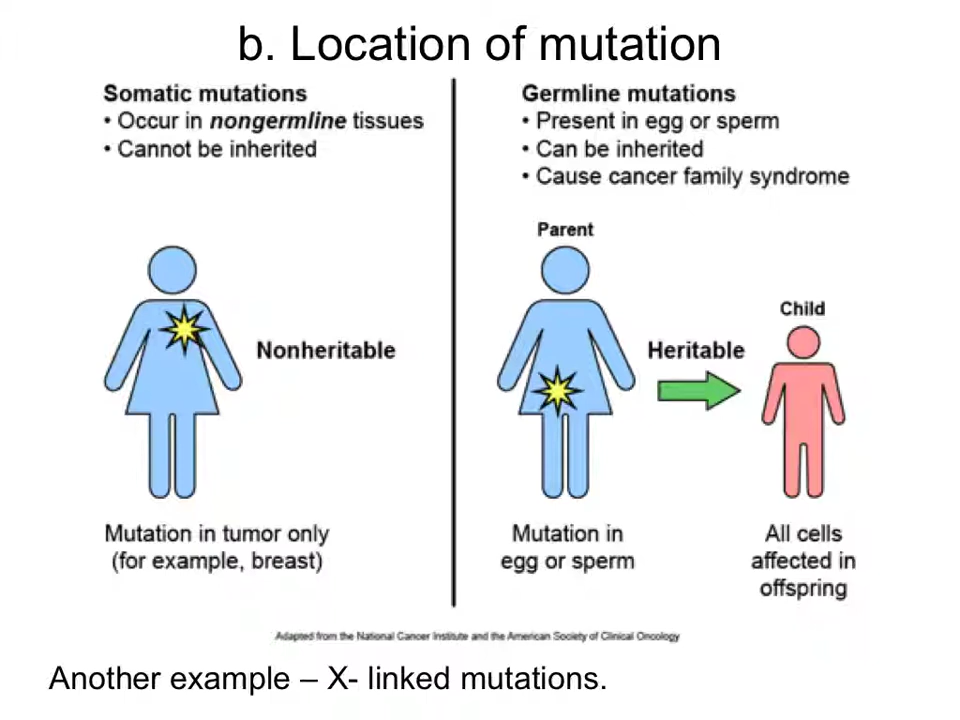 b. Location of mutation
Somatic mutations
• Occur in nongermline tissues
• Cannot be inherited
Nonheritable
Mutation in tumor only
(for example, breast)
Germline mutations
• Present in egg or sperm
• Can be inherited
• Cause cancer family syndrome
Parent
Heritable
Child
Mutation in
egg or sperm
All cells
affected in
offspring
Adapted from the National Cancer Institute and the American Society of Clinical Oncology
Another example – X- linked mutations.